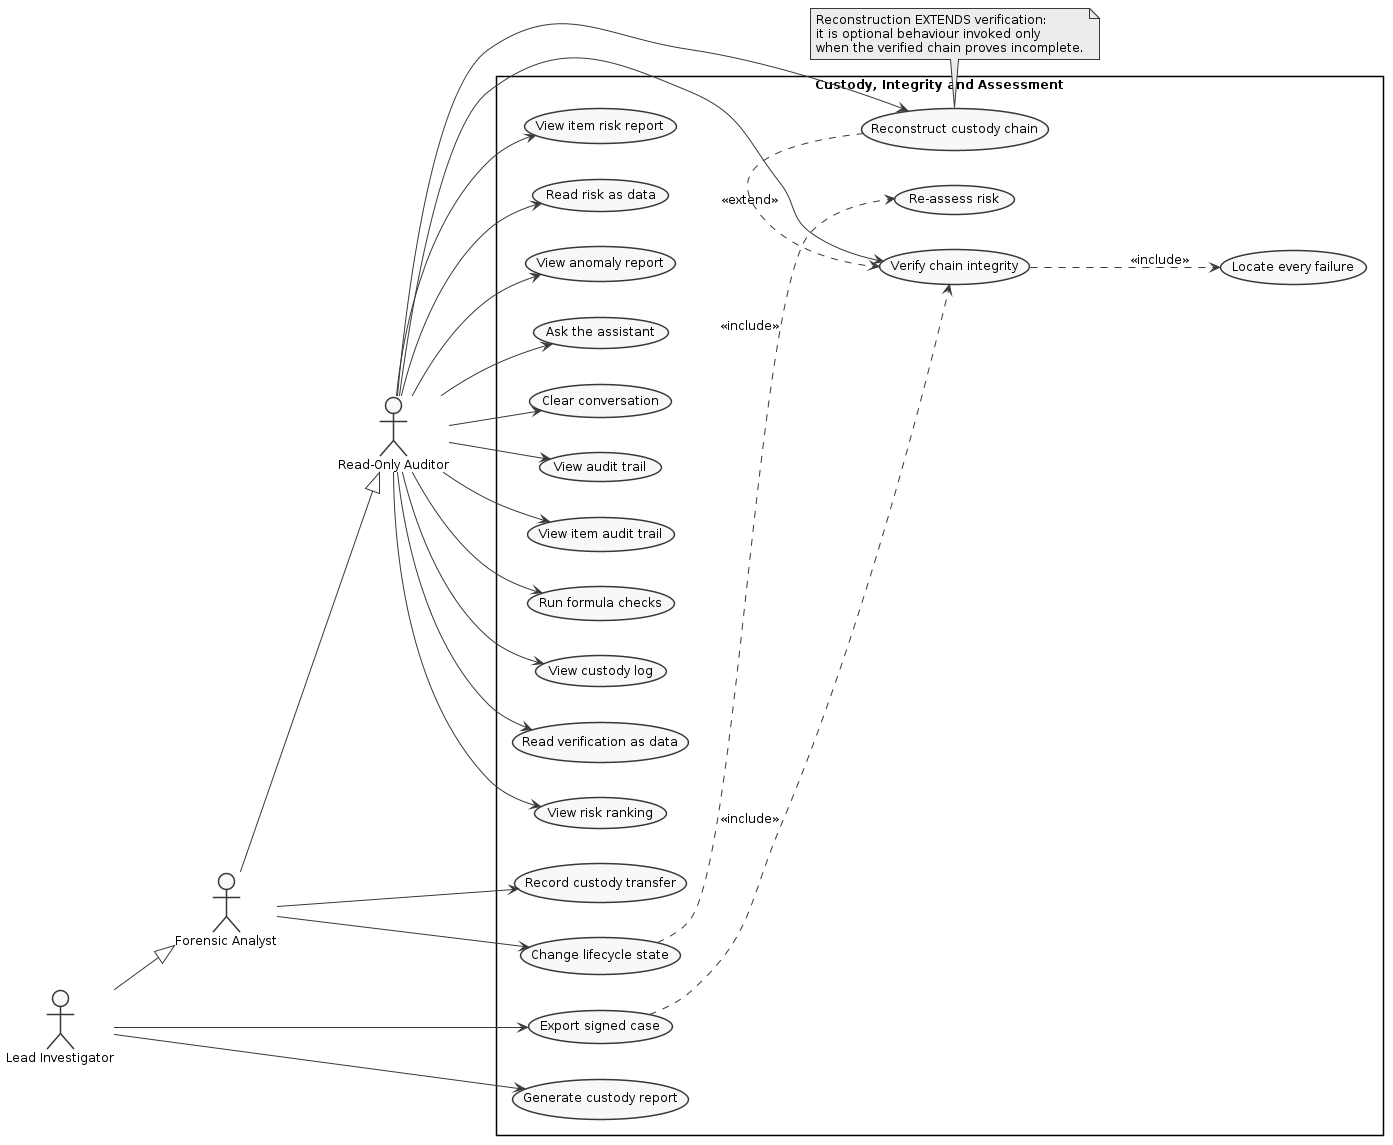 Reconstruction EXTENDS verification:
it is optional behaviour invoked only
when the verified chain proves incomplete.
Custody, Integrity and Assessment
View item risk report
Reconstruct custody chain
Read risk as data
«extend»
Re-assess risk
View anomaly report
Verify chain integrity
«include»
Locate every failure
Ask the assistant
«include»
Clear conversation
Read-Only Auditor
View audit trail
View item audit trail
Run formula checks
View custody log
Read verification as data
View risk ranking
«include»
Record custody transfer
Forensic Analyst
Change lifecycle state
Export signed case
Lead Investigator
Generate custody report